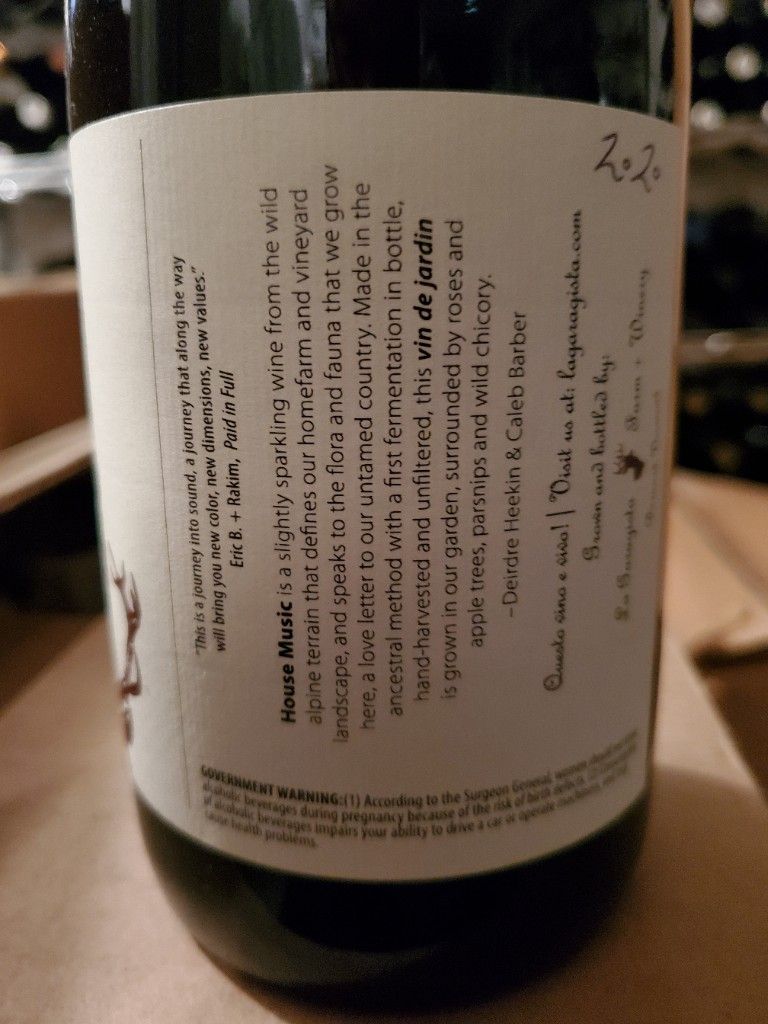 "This is a journey into sound, a journey that along the way
will bring you new color, new dimensions, new values."
Eric B. + Rakim, Paid in Full
House Music is a slightly sparkling wine from the wild
alpine terrain that defines our homefarm and vineyard
landscape, and speaks to the flora and fauna that we grow
here, a love letter to our untamed country. Made in the
ancestral method with a first fermentation in bottle,
hand-harvested and unfiltered, this vin de jardin
is grown in our garden, surrounded by roses and
apple trees, parsnips and wild chicory.
–Deirdre Heekin & Caleb Barber
Questo vino e vivo! | Visit us at: lagaragista.com
Grown and bottled by:
La Garagista Farm + Winery
2020
GOVERNMENT WARNING:(1) According to the Surgeon General, women should not
alcoholic beverages during pregnancy because of the risk of birth defects. (2)
of alcoholic beverages impairs your ability to drive a car or operate machinery, and may
cause health problems.